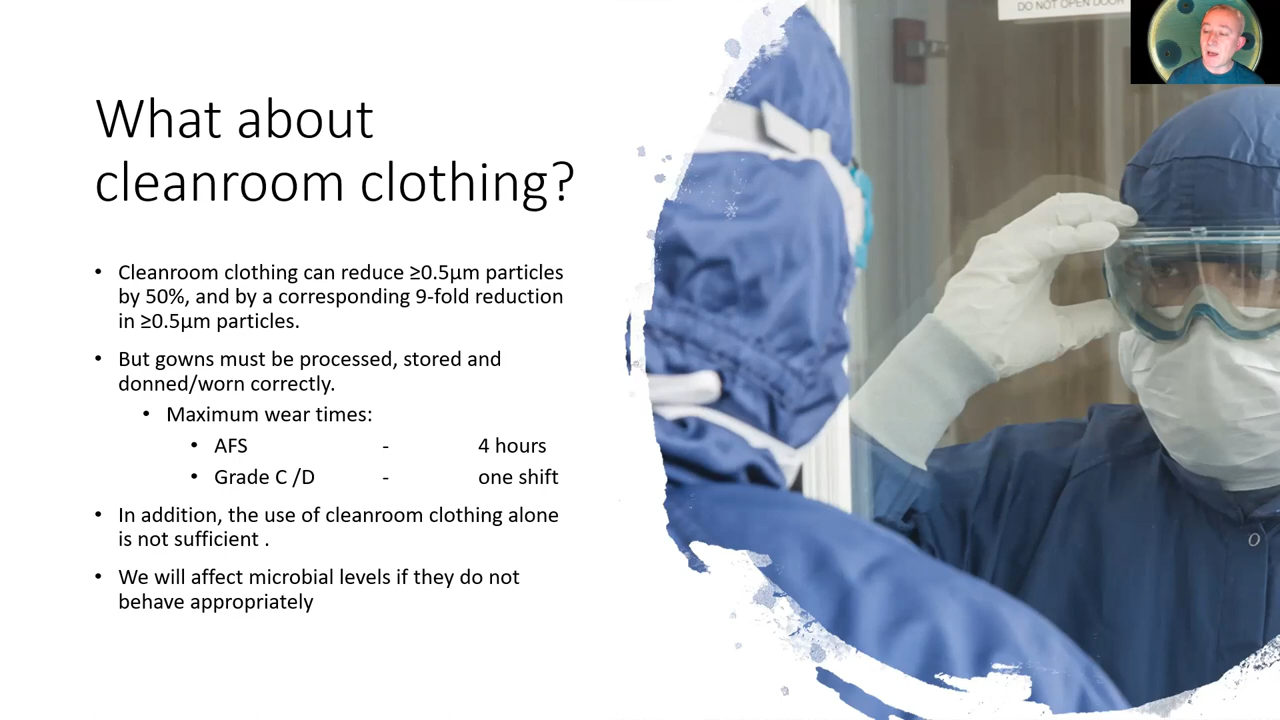 DO NOT OPEN DOOR
What about
cleanroom clothing?
• Cleanroom clothing can reduce ≥0.5µm particles
by 50%, and by a corresponding 9-fold reduction
in ≥0.5µm particles.
• But gowns must be processed, stored and
donned/worn correctly.
• Maximum wear times:
• AFS - 4 hours
• Grade C /D - one shift
• In addition, the use of cleanroom clothing alone
is not sufficient .
• We will affect microbial levels if they do not
behave appropriately